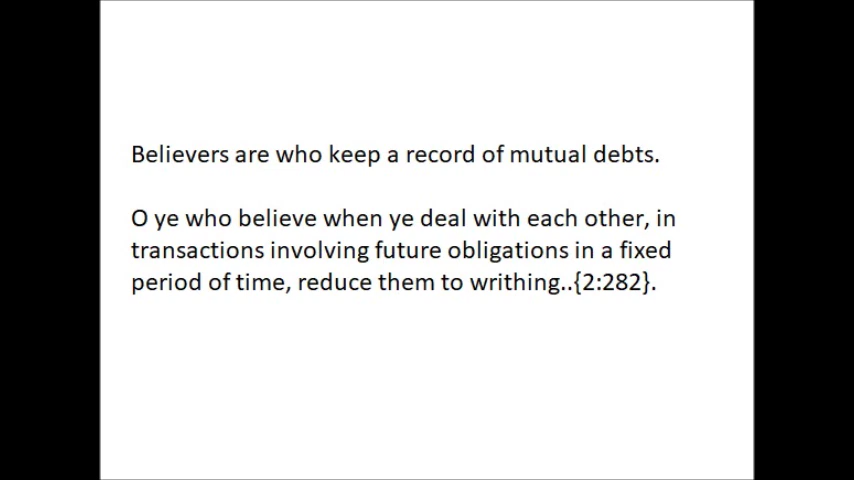 Believers are who keep a record of mutual debts.
O ye who believe when ye deal with each other, in
transactions involving future obligations in a fixed
period of time, reduce them to writhing..{2:282}.